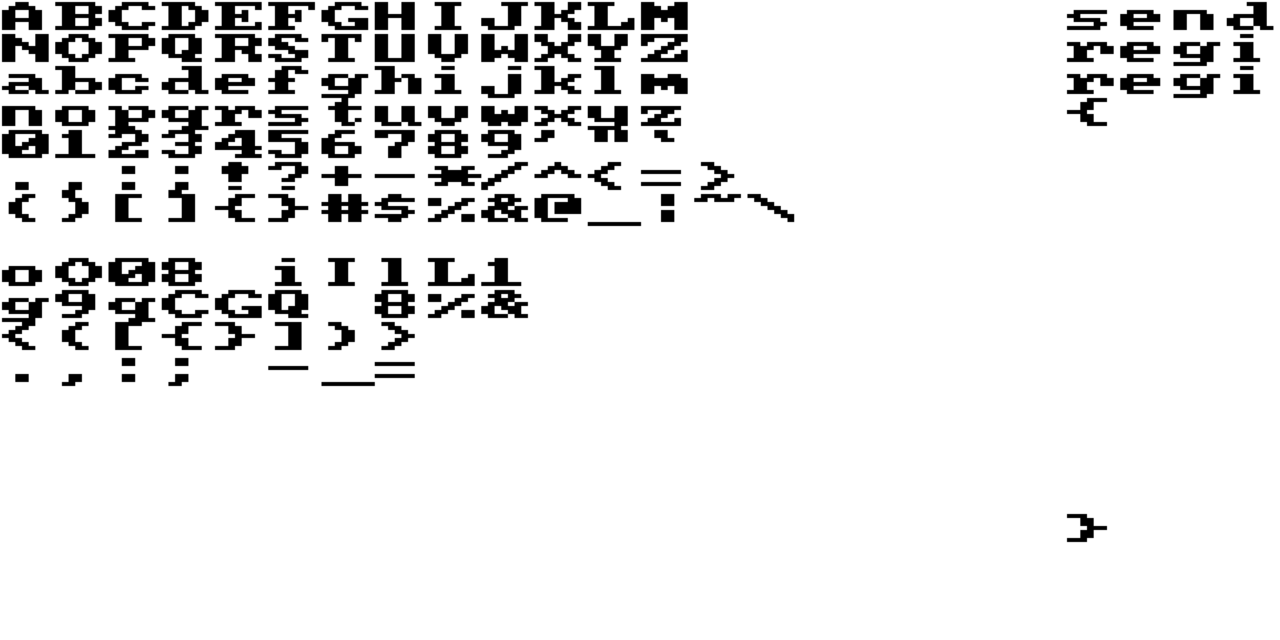 ABCDEFGHIJKLM
NOPQRSTUVWXYZ
abcdefghijklm
nopqrstuvwxyz
0123456789'"`
.,:;!?+-*/^<=>
()[]{}#$%&@_¦~\
oO08 iIlL1
g9qCGQ 8%&
<([{}])>
.,:; -_=
send
regi
regi
{
}